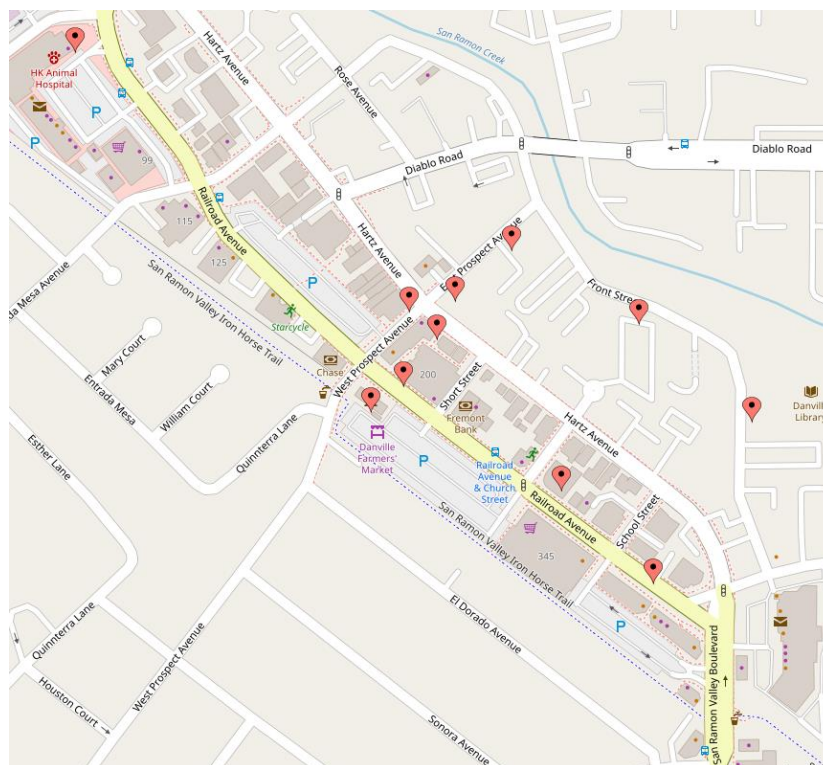 Hartz Avenue
San Ramon Creek
HK Animal
Hospital
Rose Avenue
P
99
Diablo Road
Diablo Road
P
115
Railroad Avenue
125
Hartz Avenue
East Prospect Avenue
San Ramon Valley Iron Horse Trail
P
Front Street
Mesa Avenue
Starcycle
Mary Court
West Prospect Avenue
Chase
200
Short Street
Entrada Mesa
William Court
Fremont
Bank
Hartz Avenue
Danville
Library
Quinnterra Lane
Danville
Farmers'
Market
P
Railroad
Avenue
& Church
Street
Esther Lane
Railroad Avenue
School Street
San Ramon Valley Iron Horse Trail
345
El Dorado Avenue
P
Quinnterra Lane
West Prospect Avenue
San Ramon Valley Boulevard
Houston Court
Sonora Avenue